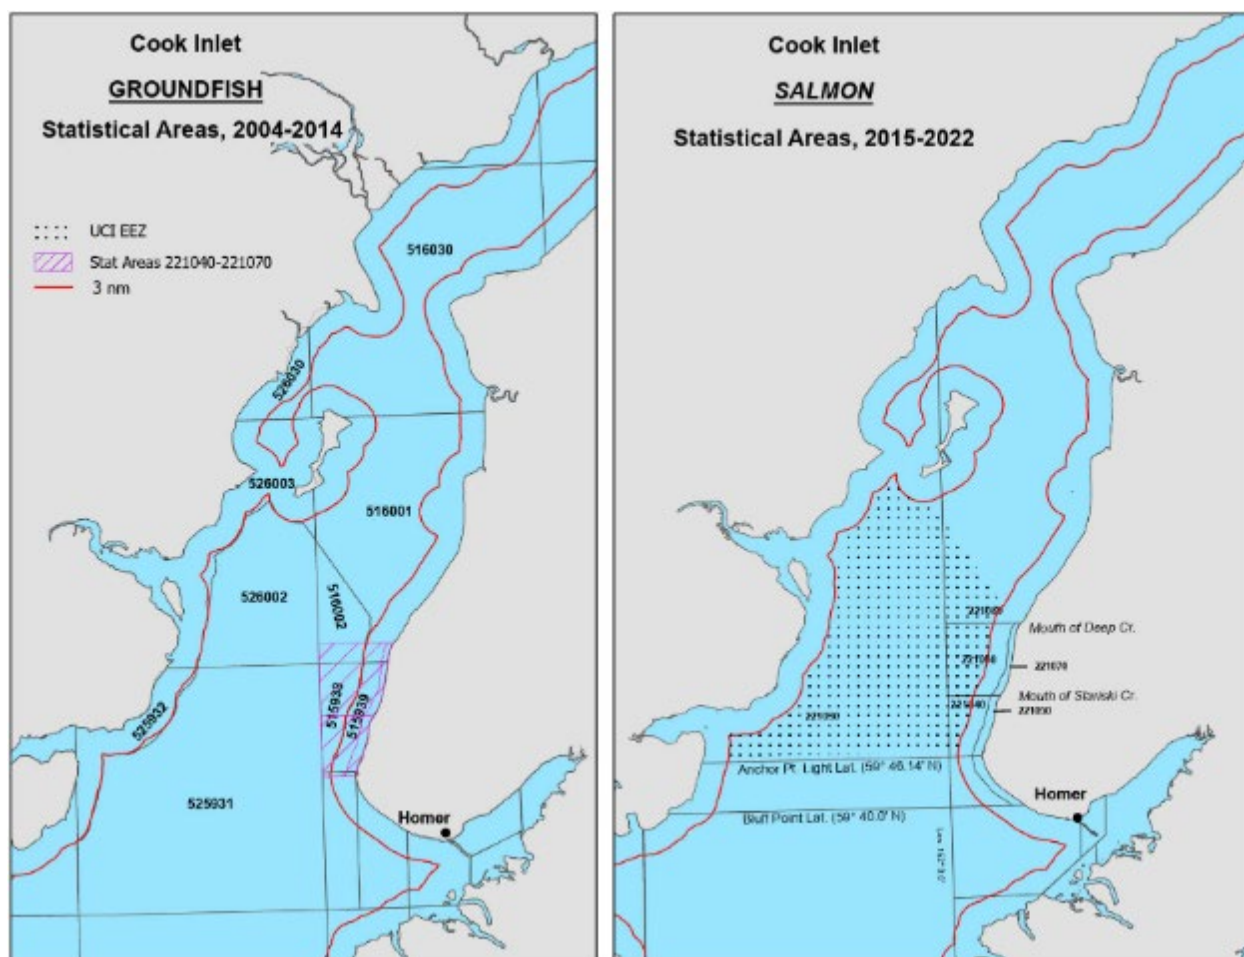 Cook Inlet
GROUNDFISH
Statistical Areas, 2004-2014
UCI EEZ
Stat Areas 221040-221070
3 nm
516030
526030
526003
516001
526002
516002
515938
515939
525932
525931
Homer
Cook Inlet
SALMON
Statistical Areas, 2015-2022
Mouth of Deep Cr.
221070
Mouth of Stariski Cr.
221050
Anchor Pt. Light Lat. (59° 46.14' N)
Homer
Bluff Point Lat. (59° 40.0' N)